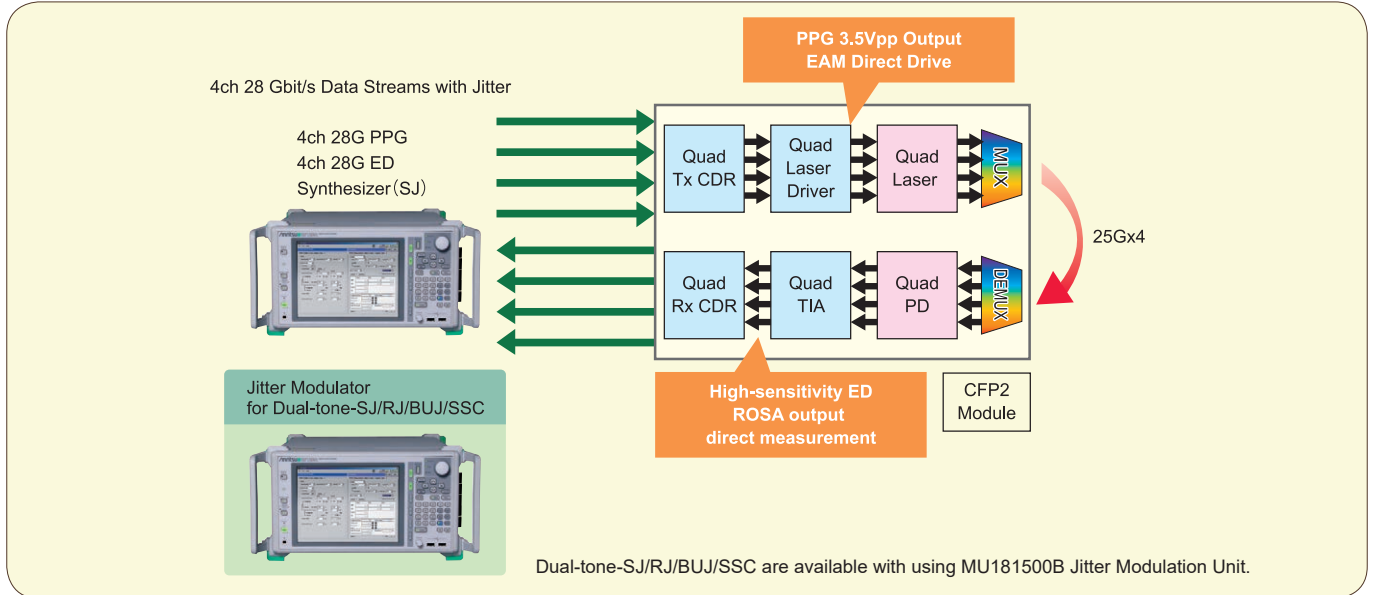 PPG 3.5Vpp Output
EAM Direct Drive
4ch 28 Gbit/s Data Streams with Jitter
4ch 28G PPG
4ch 28G ED
Synthesizer(SJ)
Quad
Tx CDR
Quad
Laser
Driver
Quad
Laser
MUX
25Gx4
Quad
Rx CDR
Quad
TIA
Quad
PD
DEMUX
High-sensitivity ED
ROSA output
direct measurement
CFP2
Module
Jitter Modulator
for Dual-tone-SJ/RJ/BUJ/SSC
Dual-tone-SJ/RJ/BUJ/SSC are available with using MU181500B Jitter Modulation Unit.